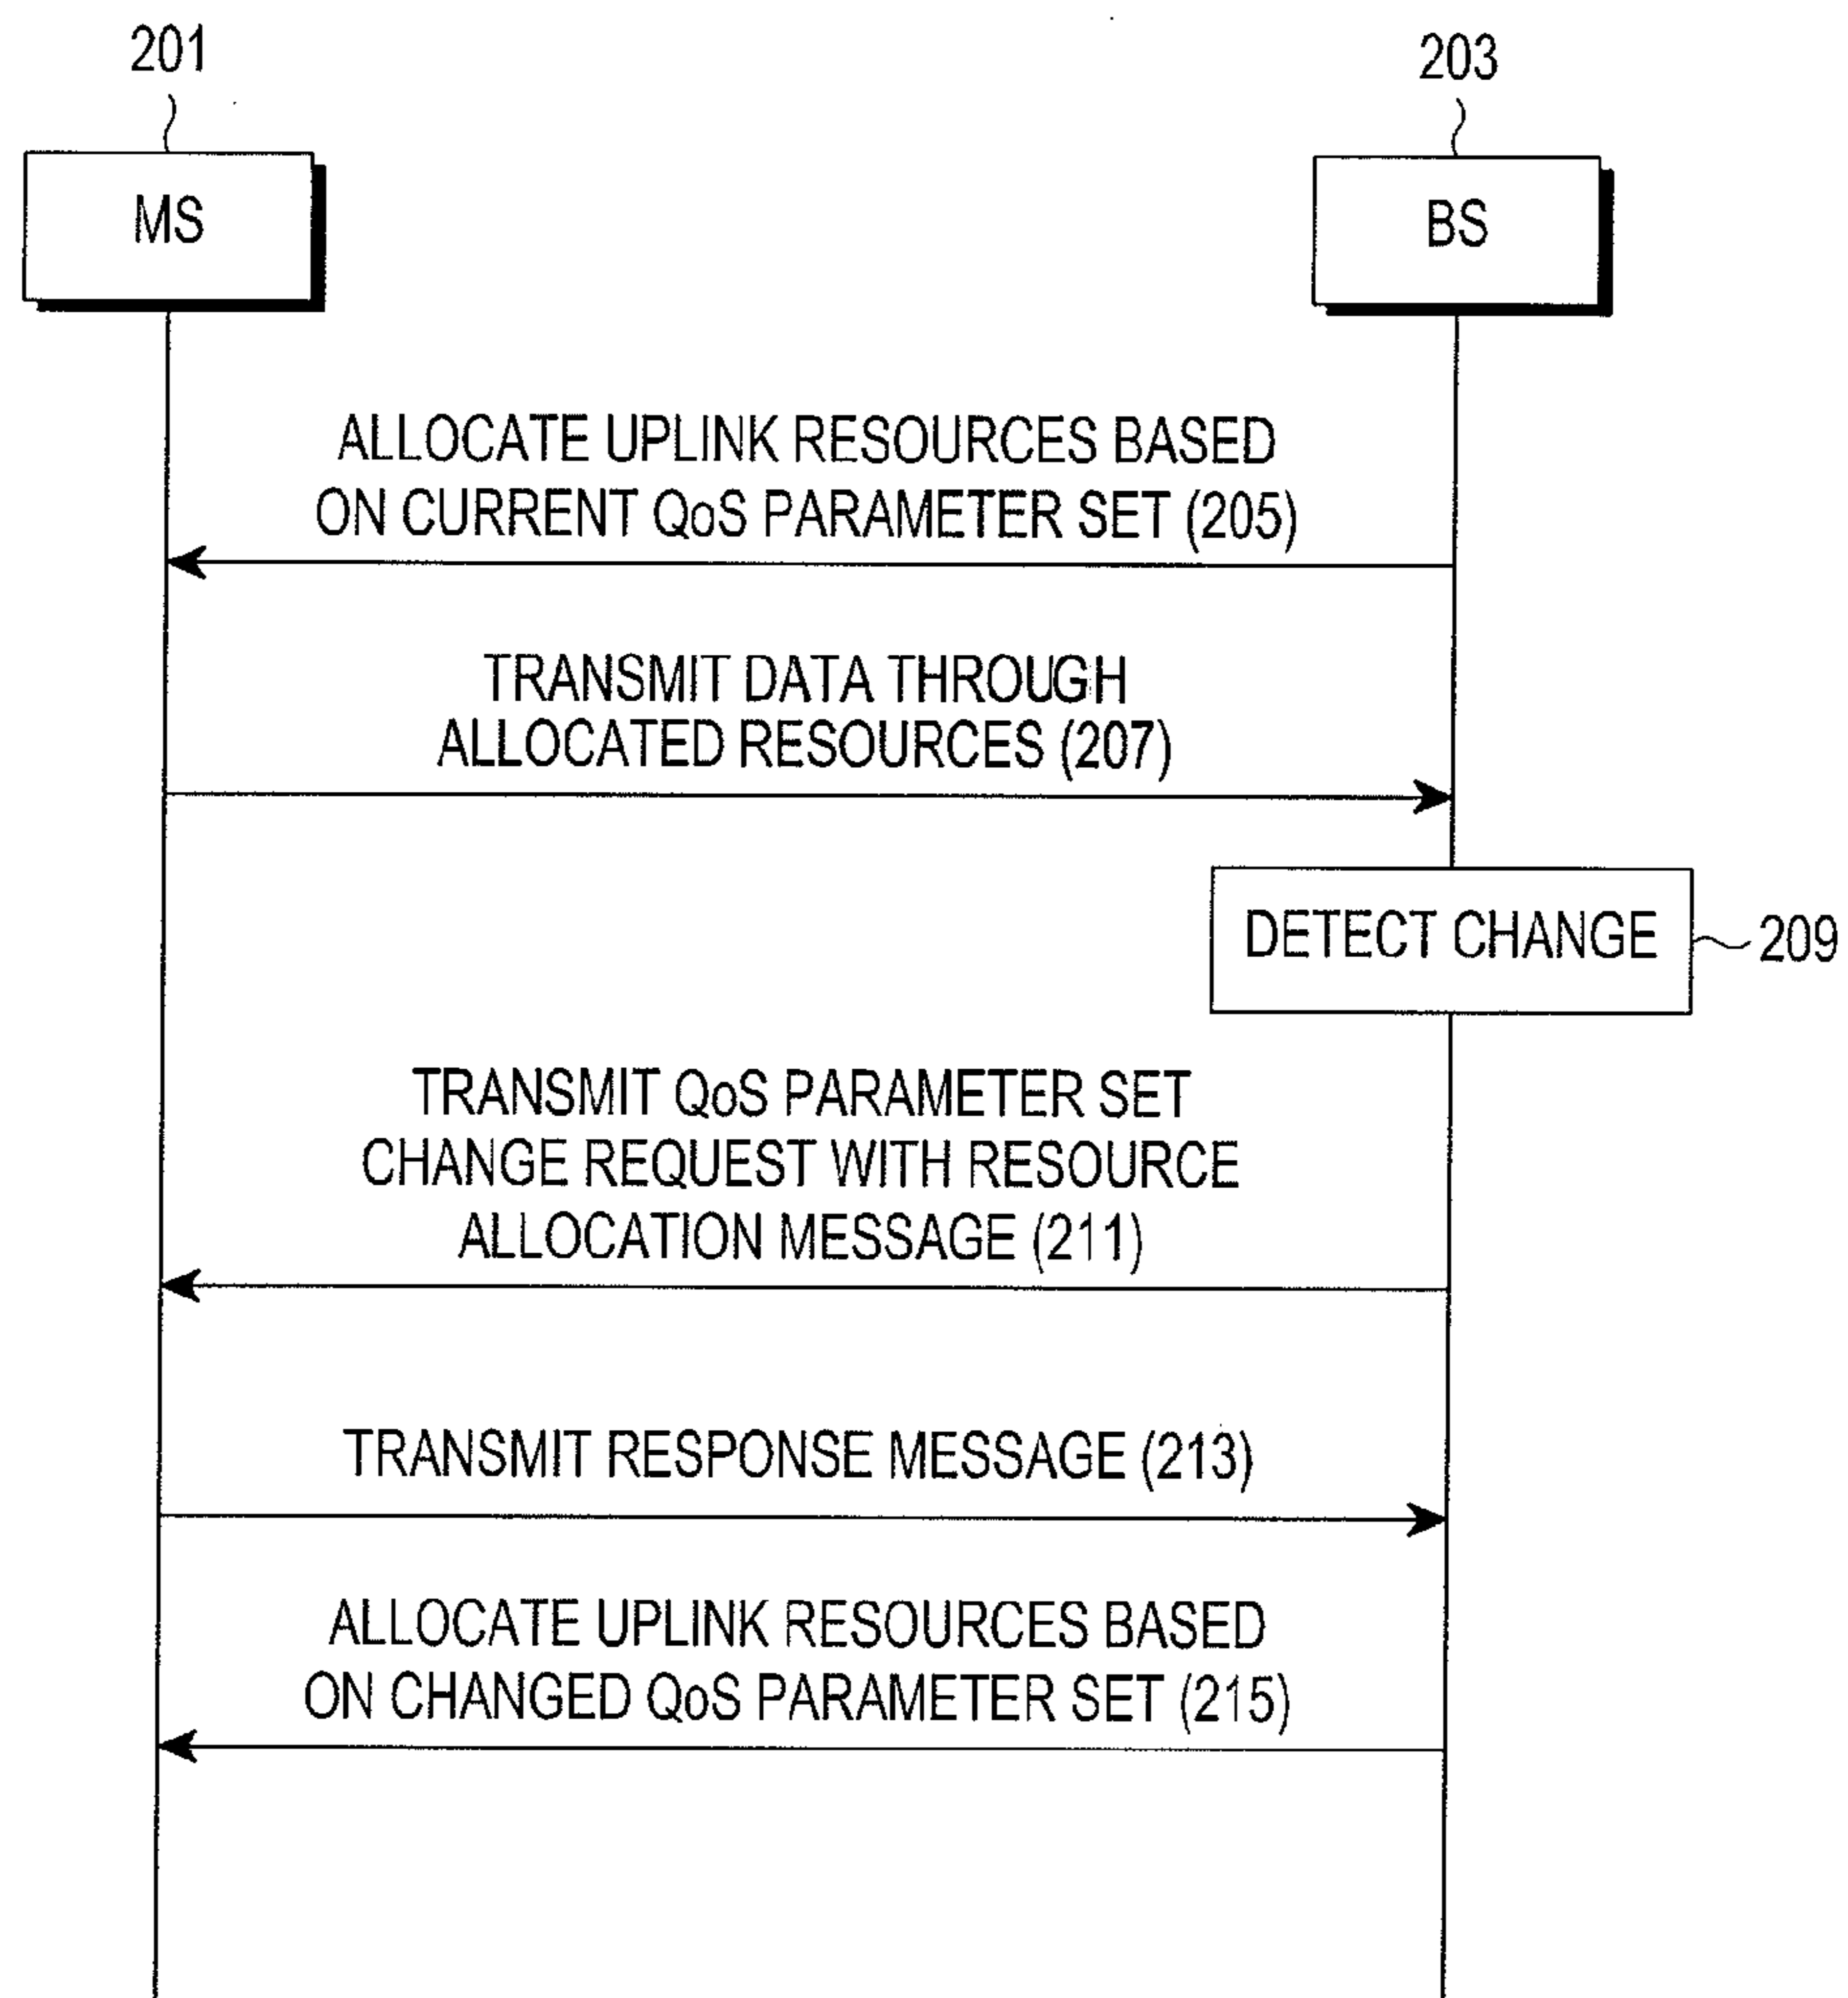 201
203
MS
BS
ALLOCATE UPLINK RESOURCES BASED
ON CURRENT QoS PARAMETER SET (205)
TRANSMIT DATA THROUGH
ALLOCATED RESOURCES (207)
DETECT CHANGE
209
TRANSMIT QoS PARAMETER SET
CHANGE REQUEST WITH RESOURCE
ALLOCATION MESSAGE (211)
TRANSMIT RESPONSE MESSAGE (213)
ALLOCATE UPLINK RESOURCES BASED
ON CHANGED QoS PARAMETER SET (215)